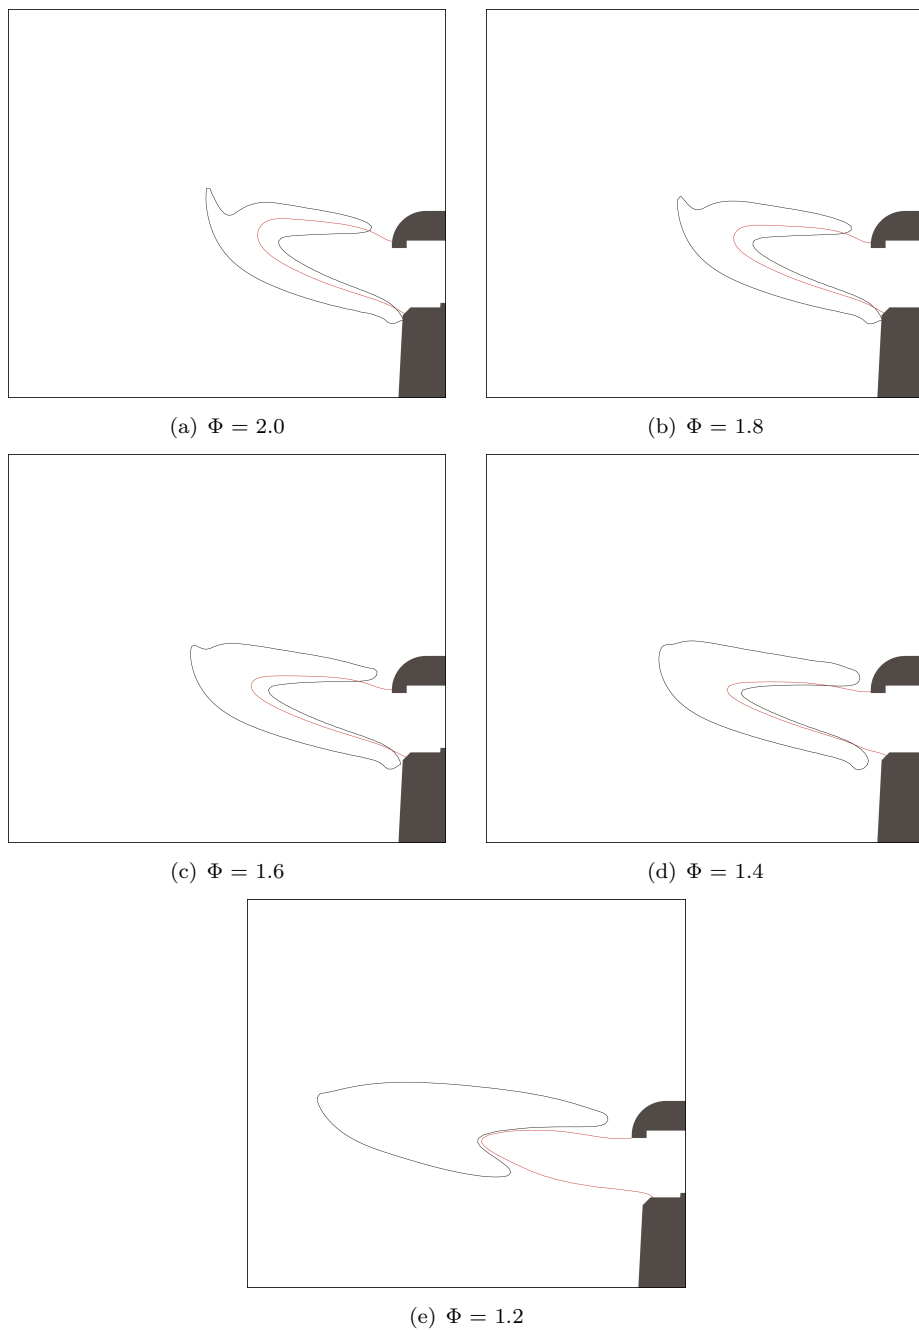 (a) Φ = 2.0
(b) Φ = 1.8
(c) Φ = 1.6
(d) Φ = 1.4
(e) Φ = 1.2